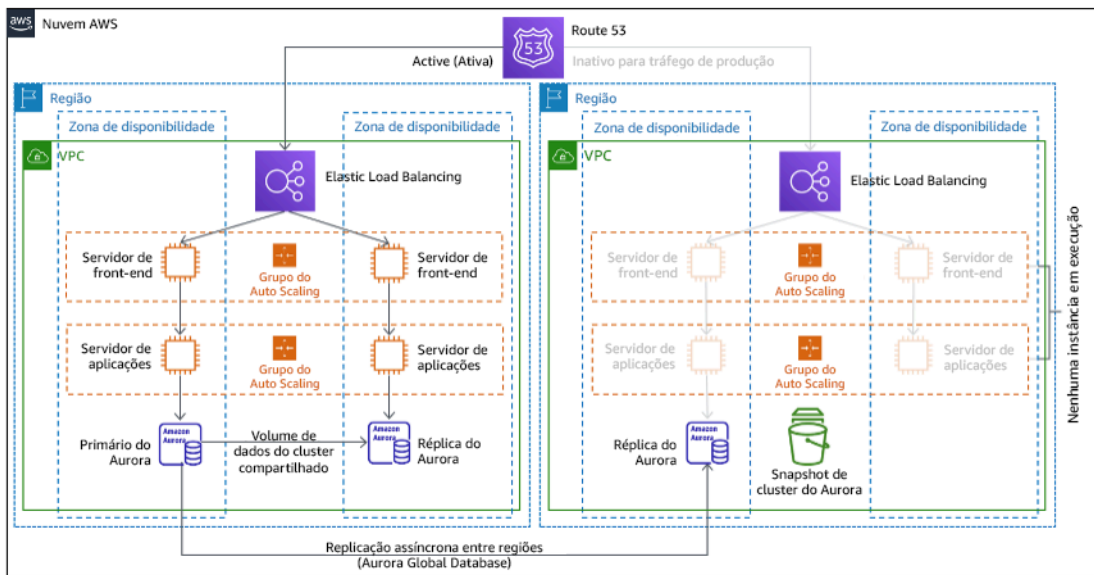 aws
Nuvem AWS
Route 53
53
Active (Ativa)
Inativo para tráfego de produção
Região
Zona de disponibilidade
Zona de disponibilidade
VPC
Elastic Load Balancing
Servidor de
front-end
Grupo do
Auto Scaling
Servidor de
front-end
Servidor de
aplicações
Grupo do
Auto Scaling
Servidor de
aplicações
Primário do
Aurora
Amazon
Aurora
Volume de
dados do cluster
compartilhado
Amazon
Aurora
Réplica do
Aurora
Região
Zona de disponibilidade
Zona de disponibilidade
VPC
Elastic Load Balancing
Servidor de
front-end
Grupo do
Auto Scaling
Servidor de
front-end
Servidor de
aplicações
Grupo do
Auto Scaling
Servidor de
aplicações
Réplica do
Aurora
Amazon
Aurora
Snapshot de
cluster do Aurora
Nenhuma instância em execução
Replicação assíncrona entre regiões
(Aurora Global Database)